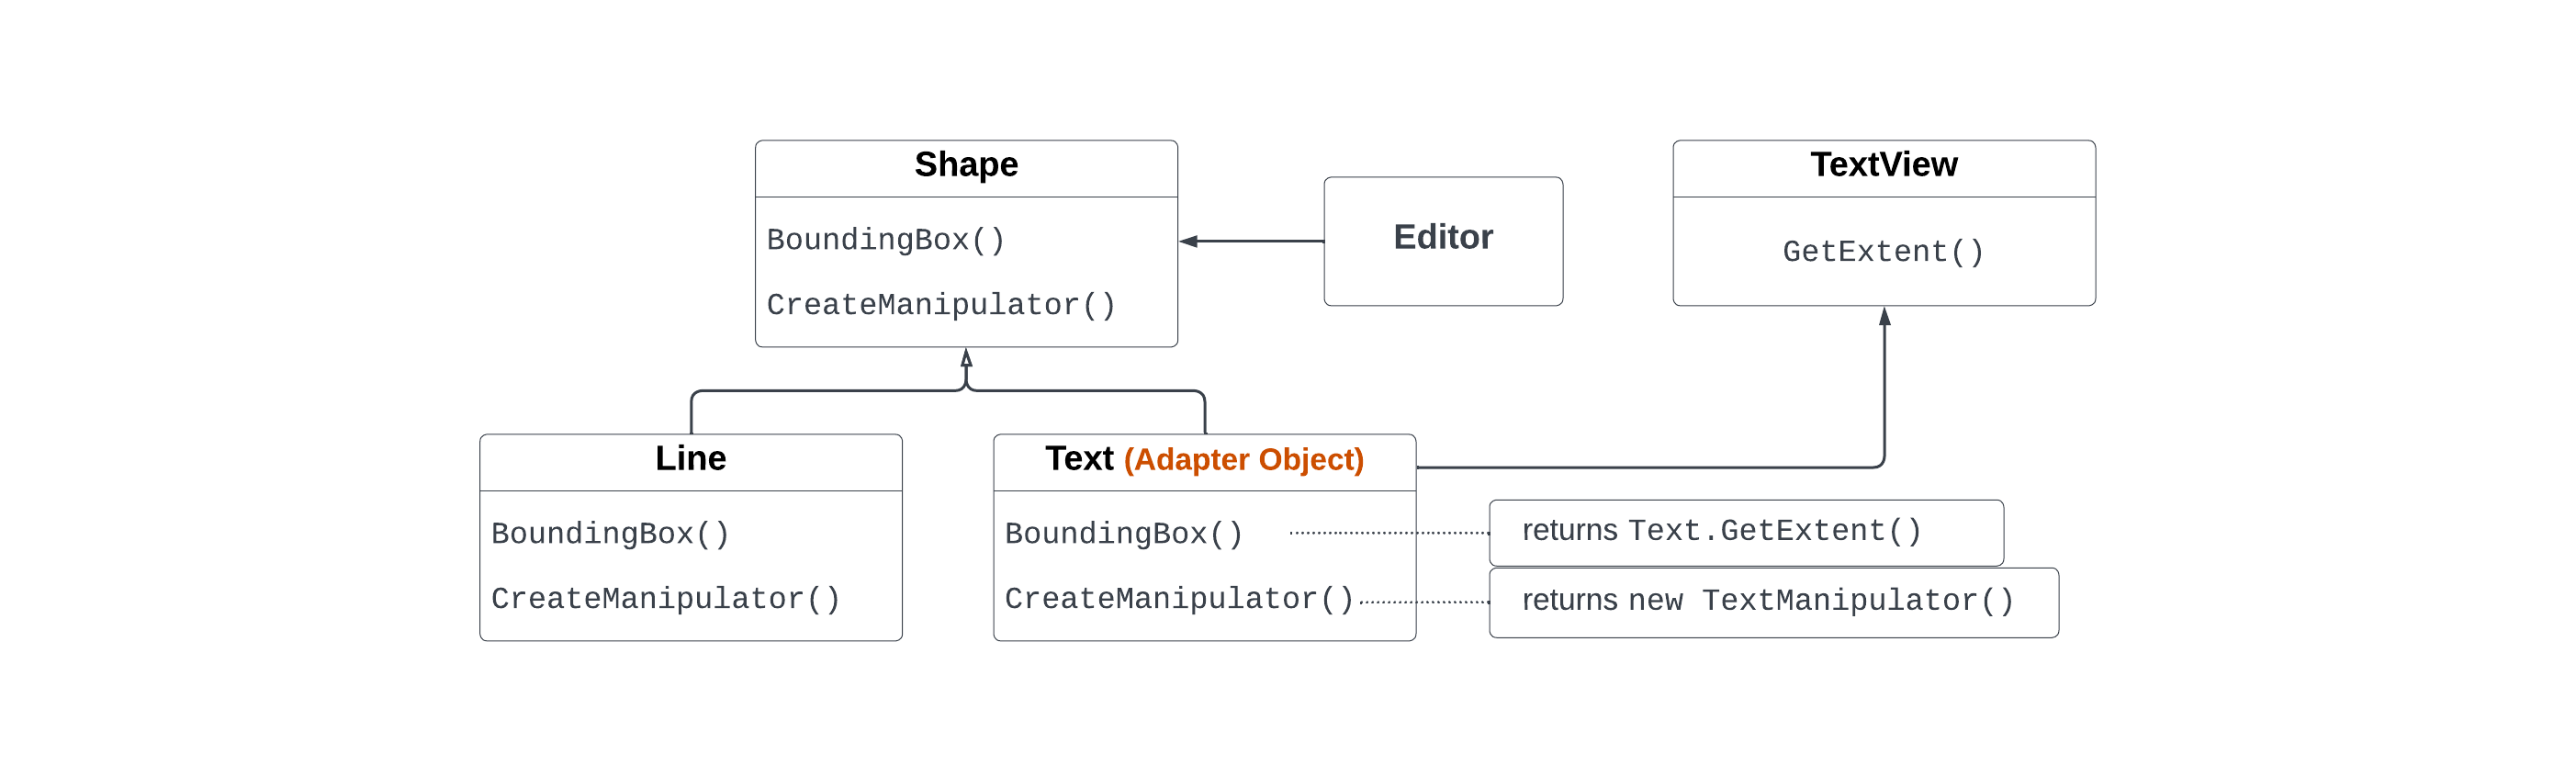 Shape
BoundingBox()
CreateManipulator()
Editor
TextView
GetExtent()
Line
BoundingBox()
CreateManipulator()
Text (Adapter Object)
BoundingBox()
CreateManipulator()
returns Text.GetExtent()
returns new TextManipulator()